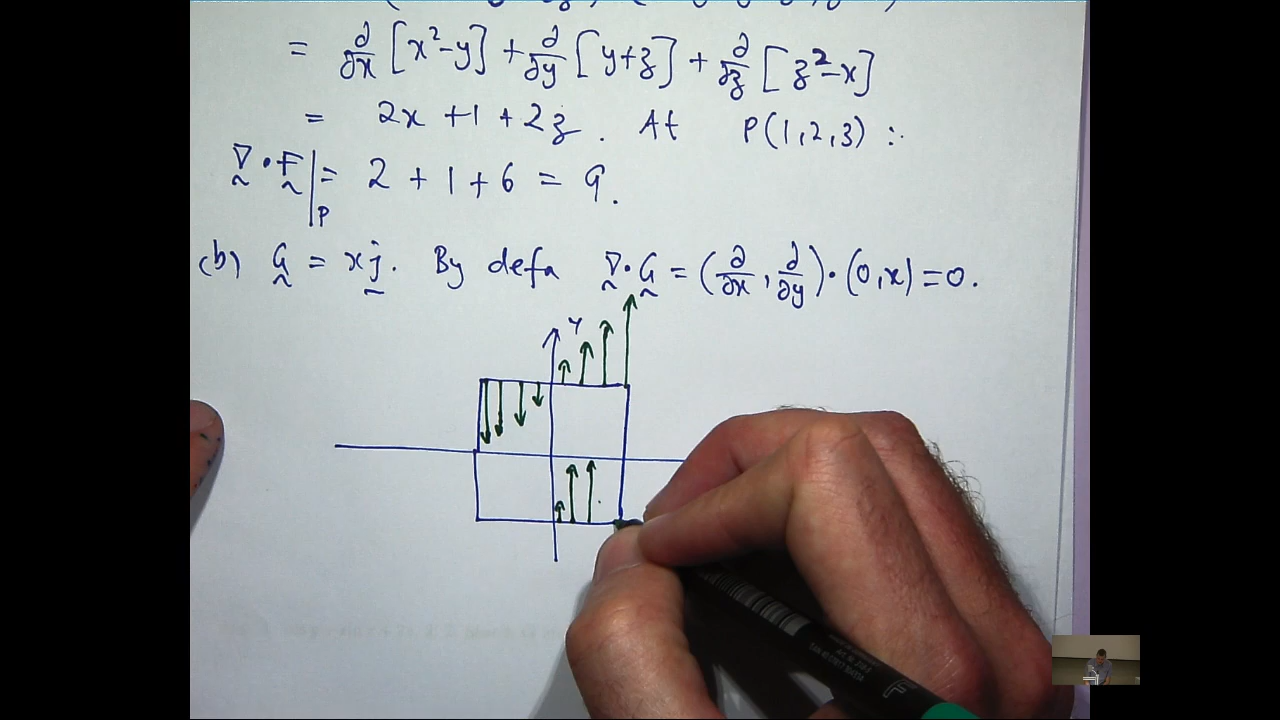 = ∂/∂x [x²-y] + ∂/∂y [y+z] + ∂/∂z [z²-x]
= 2x + 1 + 2z . At P(1,2,3) :
∇·F|P = 2 + 1 + 6 = 9.
(b) G = xj. By defn ∇·G = (∂/∂x, ∂/∂y)·(0,x) = 0.
Y
F